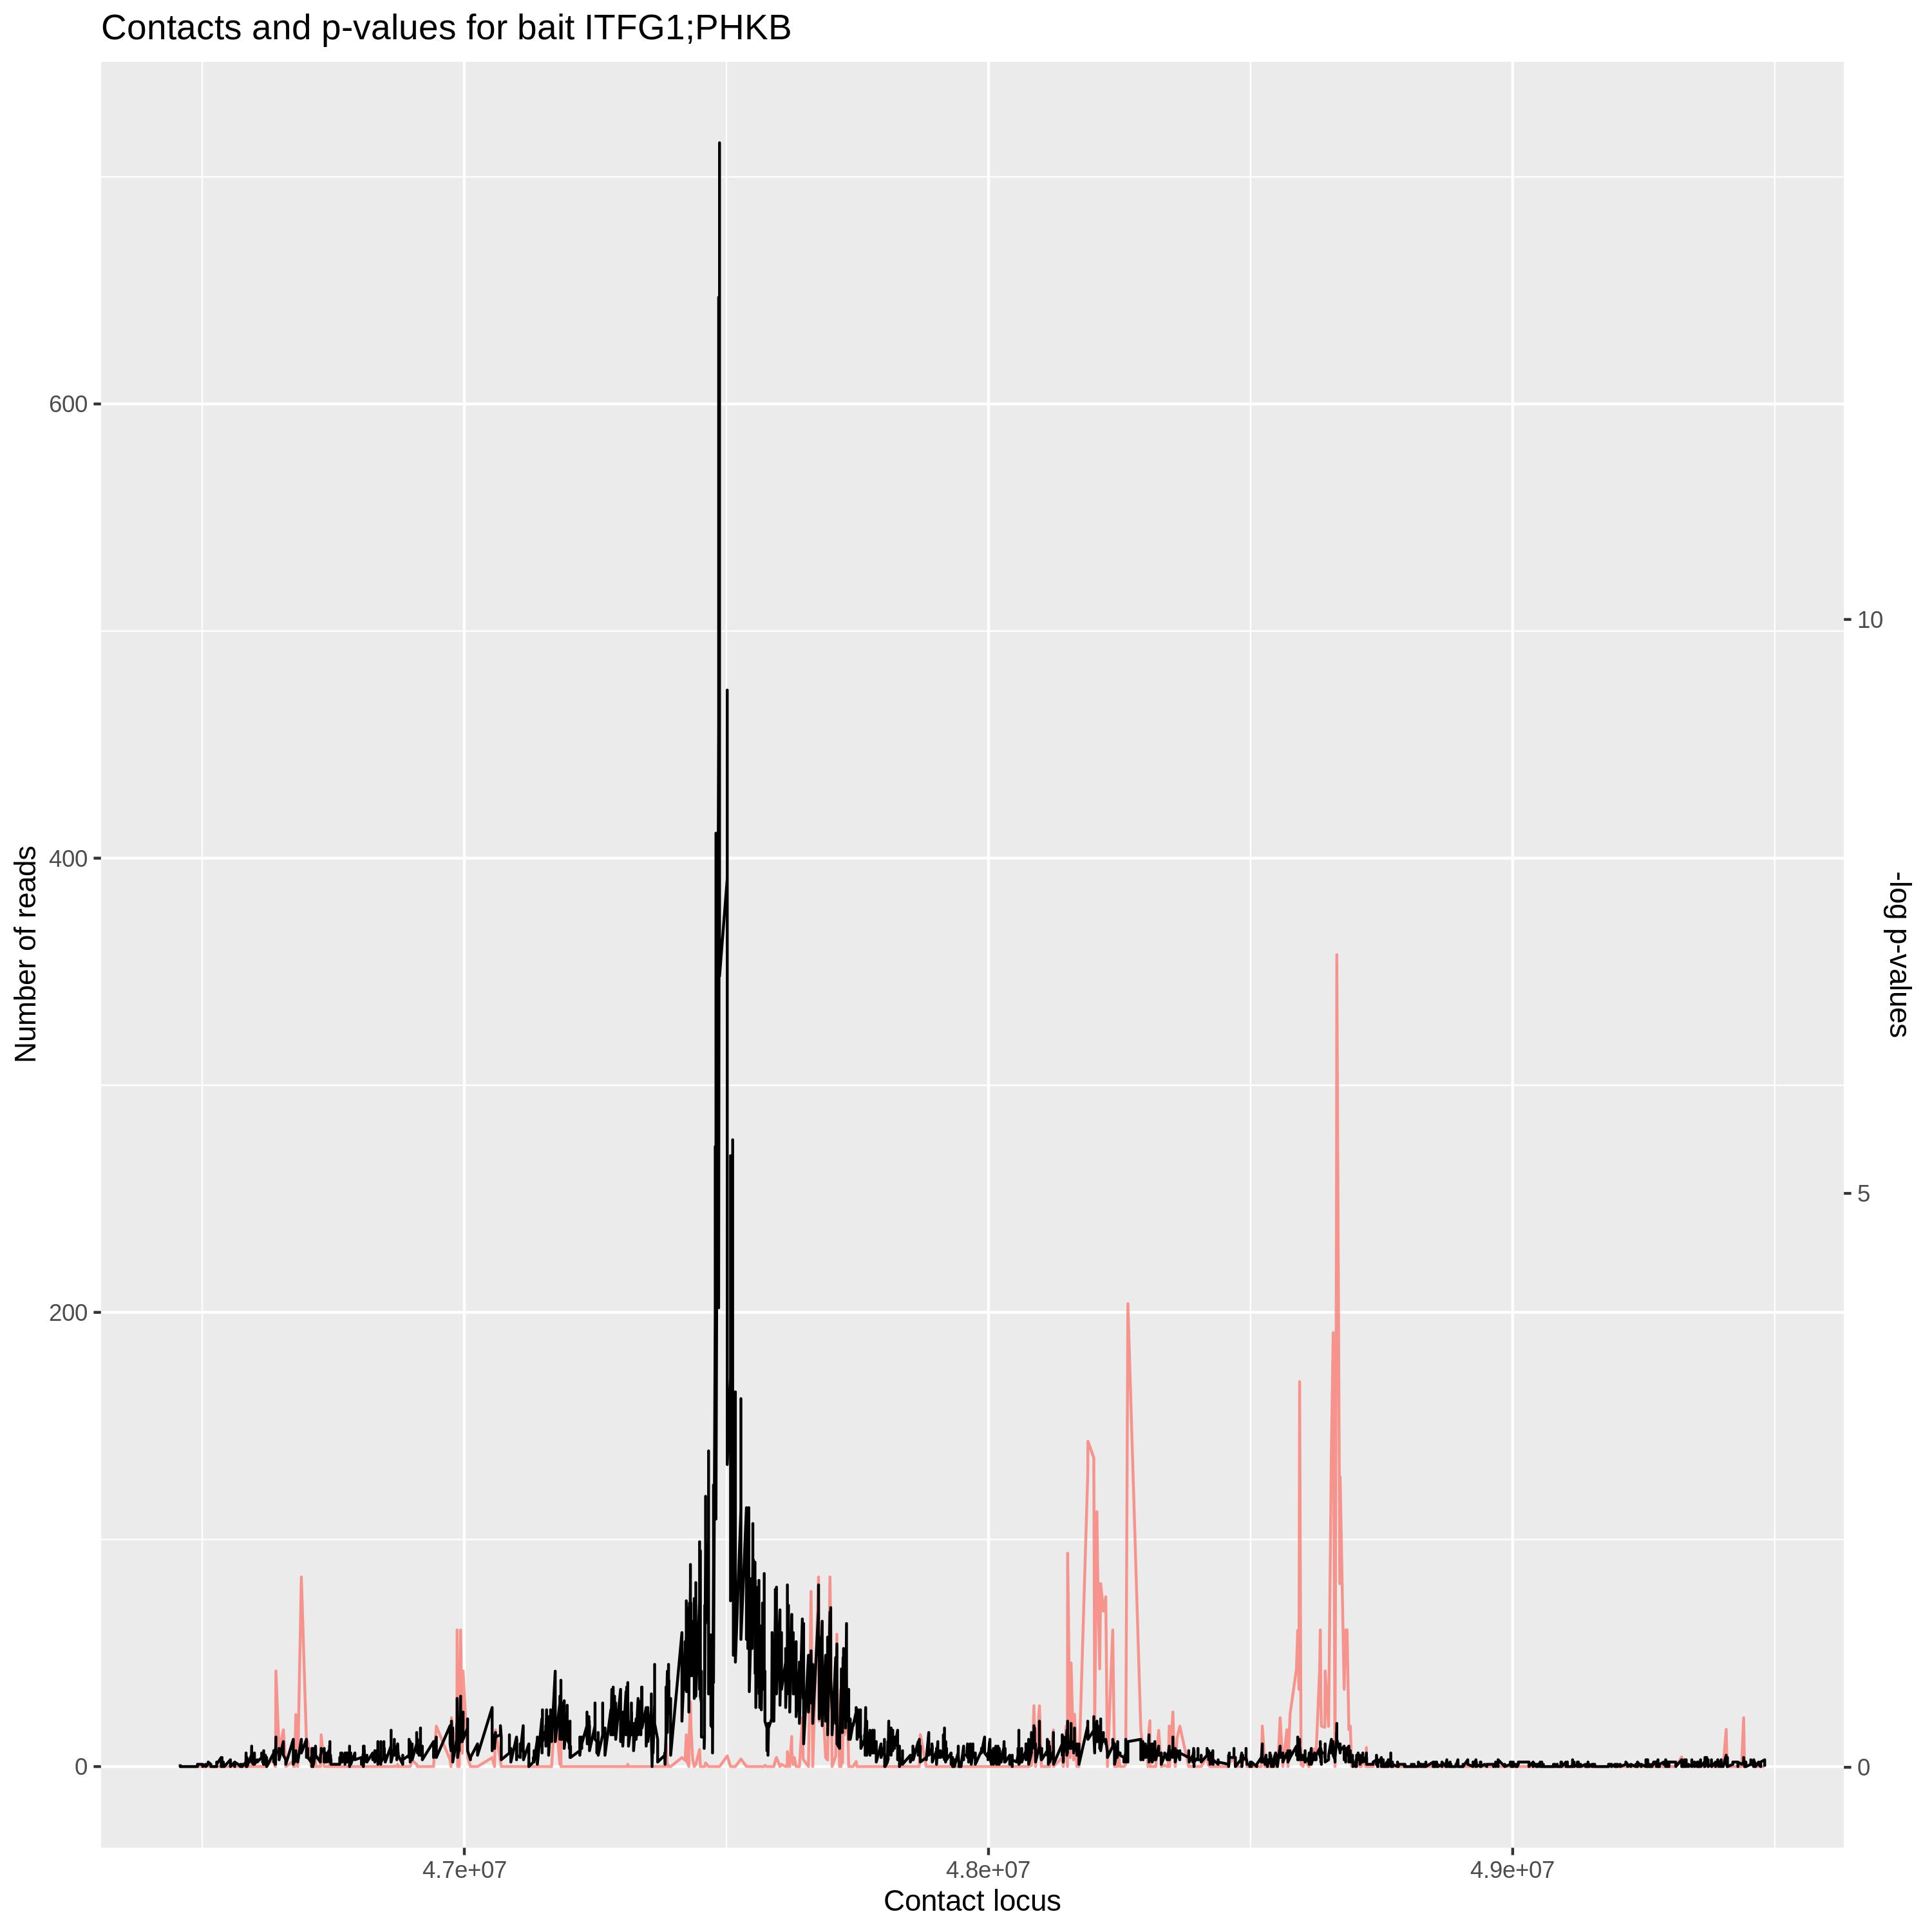 Contacts and p-values for bait ITFG1;PHKB
Number of reads
600
400
200
0
10
5
0
-log p-values
4.7e+07
4.8e+07
4.9e+07
Contact locus